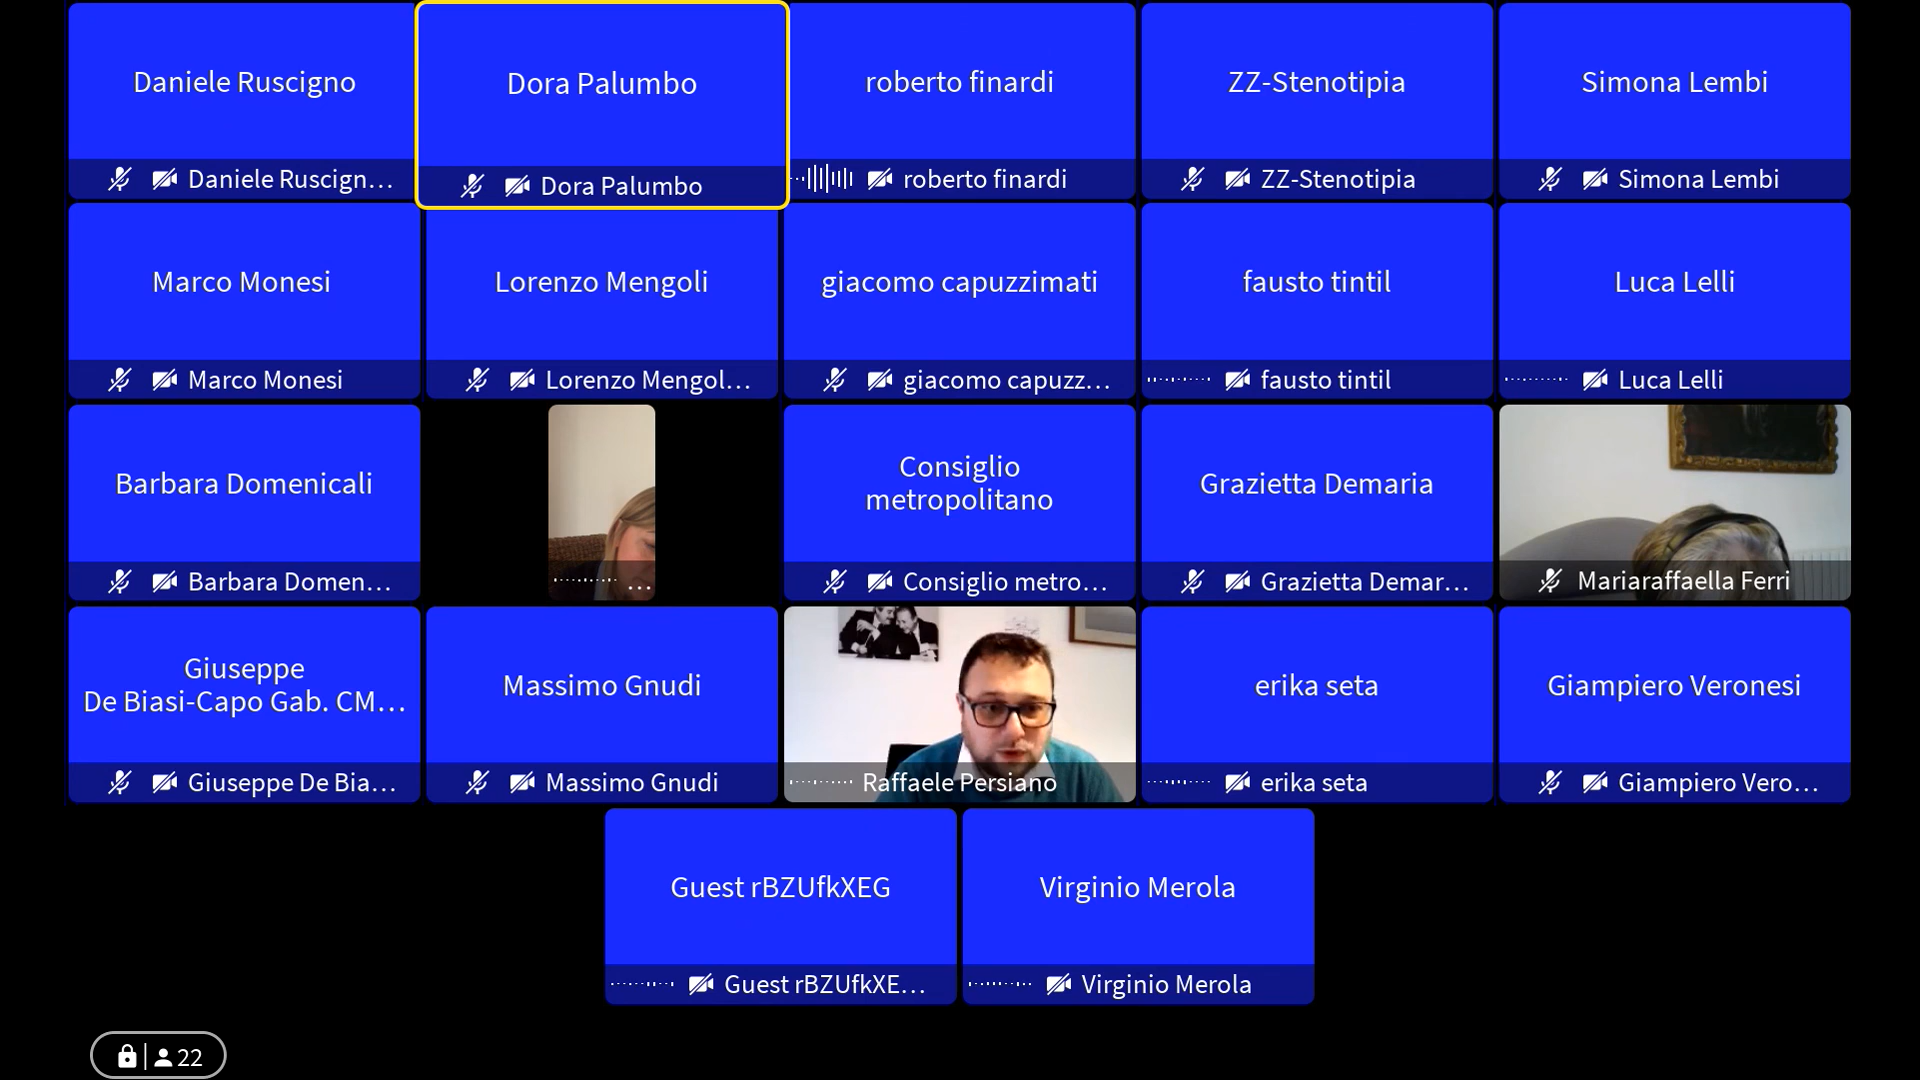 Daniele Ruscigno
Daniele Ruscign...
Dora Palumbo
Dora Palumbo
roberto finardi
roberto finardi
ZZ-Stenotipia
ZZ-Stenotipia
Simona Lembi
Simona Lembi
Marco Monesi
Marco Monesi
Lorenzo Mengoli
Lorenzo Mengol...
giacomo capuzzimati
giacomo capuzz...
fausto tintil
fausto tintil
Luca Lelli
Luca Lelli
Barbara Domenicali
Barbara Domen...
...
Consiglio
metropolitano
Consiglio metro...
Grazietta Demaria
Grazietta Demar...
Mariaraffaella Ferri
Giuseppe
De Biasi-Capo Gab. CM...
Giuseppe De Bia...
Massimo Gnudi
Massimo Gnudi
Raffaele Persiano
erika seta
erika seta
Giampiero Veronesi
Giampiero Vero...
Guest rBZUfkXEG
Guest rBZUfkXE...
Virginio Merola
Virginio Merola
22